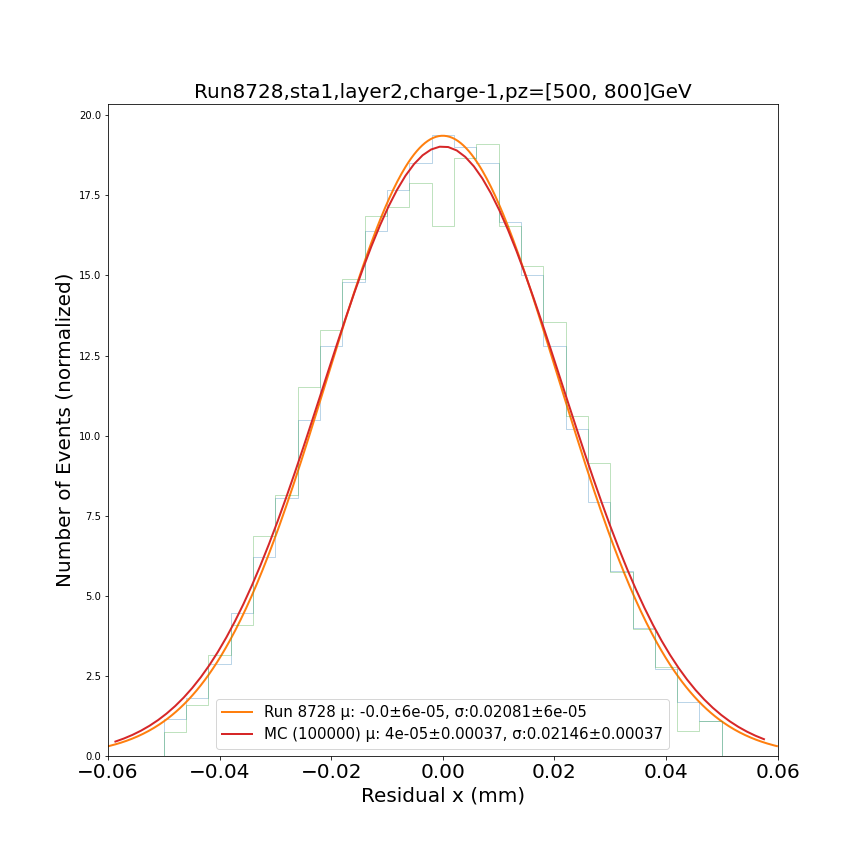 Run8728,sta1,layer2,charge-1,pz=[500, 800]GeV
Number of Events (normalized)
20.0
17.5
15.0
12.5
10.0
7.5
5.0
2.5
0.0
Run 8728 μ: -0.0±6e-05, σ:0.02081±6e-05
MC (100000) μ: 4e-05±0.00037, σ:0.02146±0.00037
−0.06 −0.04 −0.02 0.00 0.02 0.04 0.06
Residual x (mm)